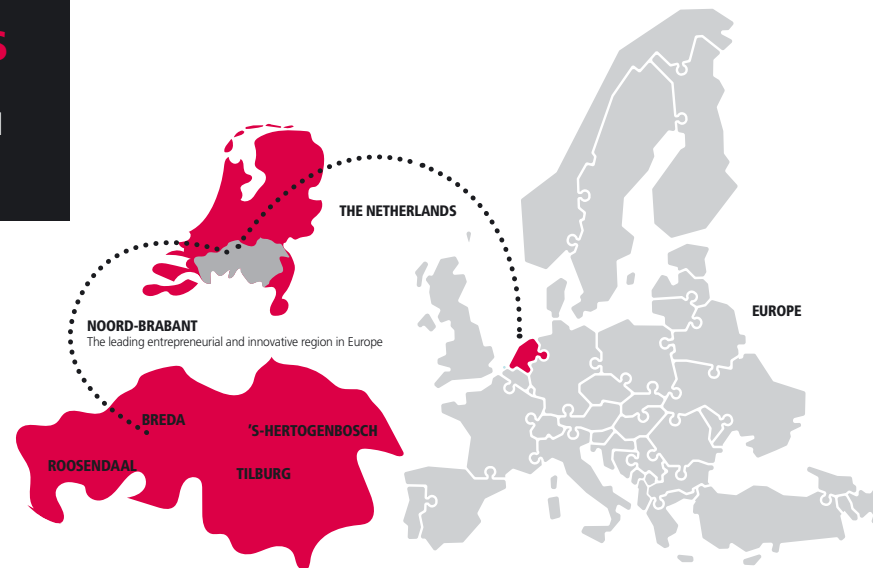 S
THE NETHERLANDS
EUROPE
NOORD-BRABANT
The leading entrepreneurial and innovative region in Europe
BREDA
‘S-HERTOGENBOSCH
ROOSENDAAL
TILBURG